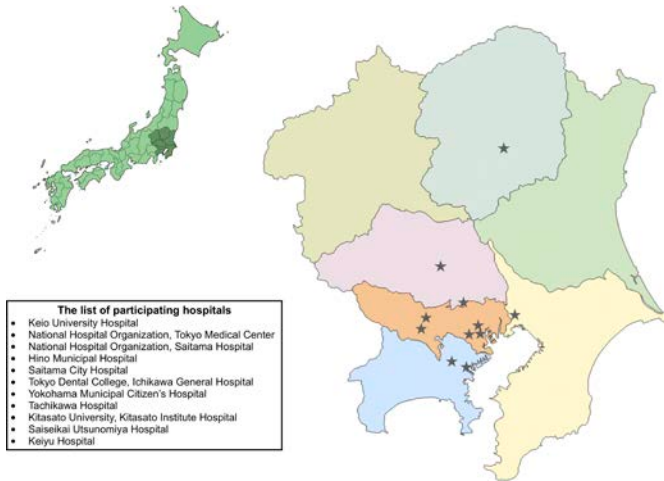 The list of participating hospitals
• Keio University Hospital
• National Hospital Organization, Tokyo Medical Center
• National Hospital Organization, Saitama Hospital
• Hino Municipal Hospital
• Saitama City Hospital
• Tokyo Dental College, Ichikawa General Hospital
• Yokohama Municipal Citizen's Hospital
• Tachikawa Hospital
• Kitasato University, Kitasato Institute Hospital
• Saiseikai Utsunomiya Hospital
• Keiyu Hospital